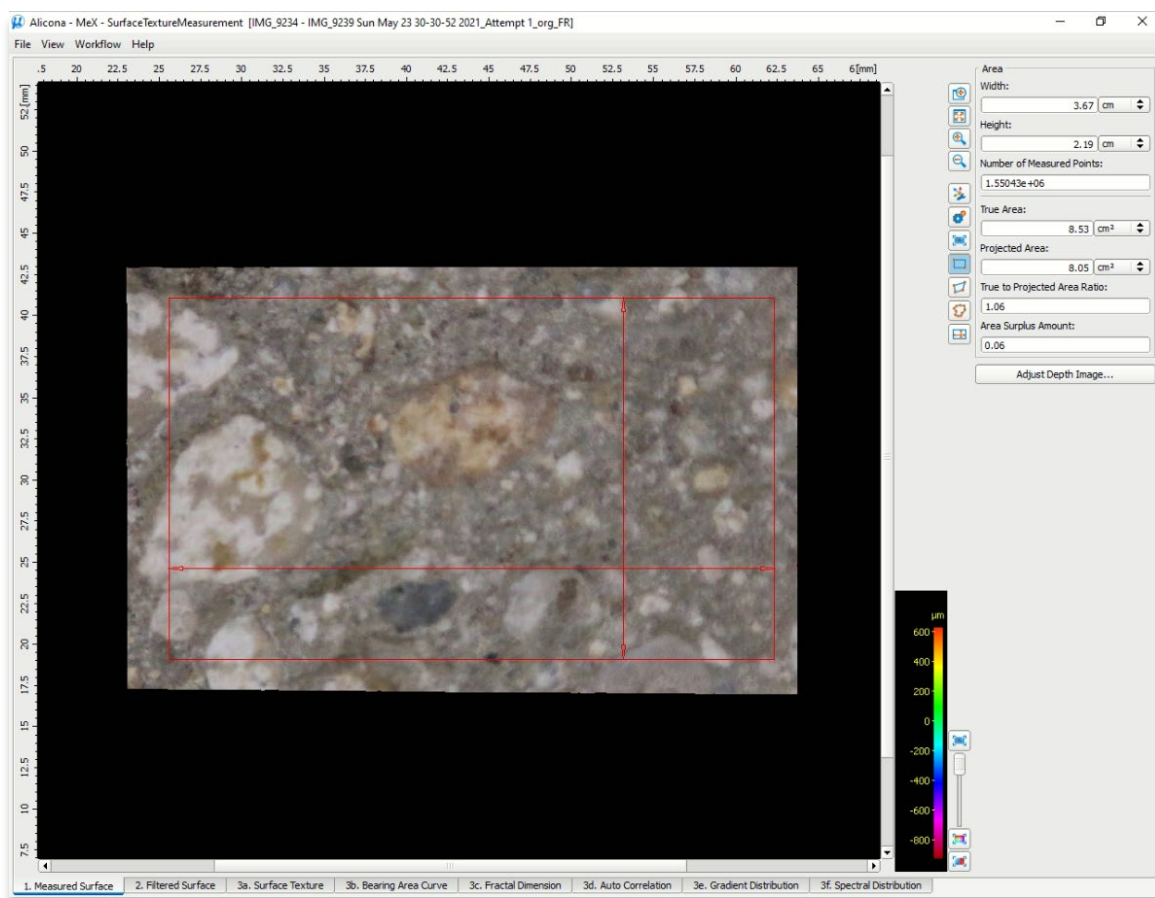 Alicona - MeX - SurfaceTextureMeasurement [IMG_9234 - IMG_9239 Sun May 23 30-30-52 2021_Attempt 1_org_FR]
File View Workflow Help
.5 20 22.5 25 27.5 30 32.5 35 37.5 40 42.5 45 47.5 50 52.5 55 57.5 60 62.5 65 6[mm]
52.[mm]
50
47.5
45
42.5
40
37.5
35
32.5
30
27.5
25
22.5
20
17.5
15
12.5
10
7.5
Area
Width:
3.67 cm
Height:
2.19 cm
Number of Measured Points:
1.55043e+06
True Area:
8.53 cm²
Projected Area:
8.05 cm²
True to Projected Area Ratio:
1.06
Area Surplus Amount:
0.06
Adjust Depth Image...
µm
600
400
200
0
-200
-400
-600
-800
1. Measured Surface 2. Filtered Surface 3a. Surface Texture 3b. Bearing Area Curve 3c. Fractal Dimension 3d. Auto Correlation 3e. Gradient Distribution 3f. Spectral Distribution